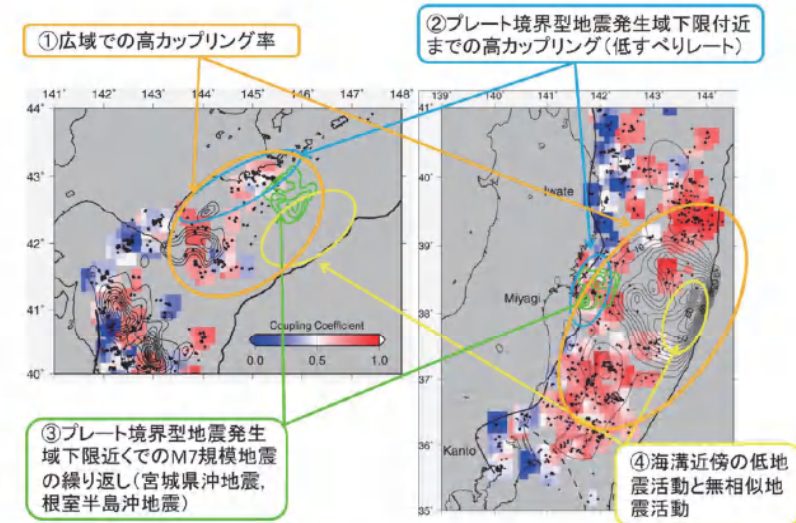 ①広域での高カップリング率
②プレート境界型地震発生域下限付近
までの高カップリング(低すべりレート)
141° 142° 143° 144° 145° 146° 147° 148°
44°
43°
42°
41°
40°
Coupling Coefficient
0.0 0.5 1.0
139° 140° 141° 142° 143° 144°
41°
40°
39°
38°
37°
36°
35°
Iwate
Miyagi
Kanto
10
③プレート境界型地震発生
域下限近くでのM7規模地震
の繰り返し(宮城県沖地震,
根室半島沖地震)
④海溝近傍の低地
震活動と無相似地
震活動